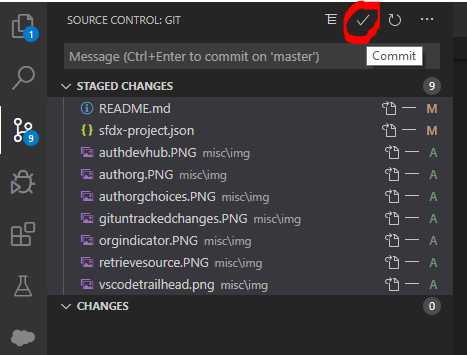 SOURCE CONTROL: GIT
Message (Ctrl+Enter to commit on 'master')
Commit
STAGED CHANGES 9
README.md M
{} sfdx-project.json M
authdevhub.PNG misc\img A
authorg.PNG misc\img A
authorgchoices.PNG misc\img A
gituntrackedchanges.PNG misc\img A
orgindicator.PNG misc\img A
retrievesource.PNG misc\img A
vscodetrailhead.png misc\img A
CHANGES 0
1
9